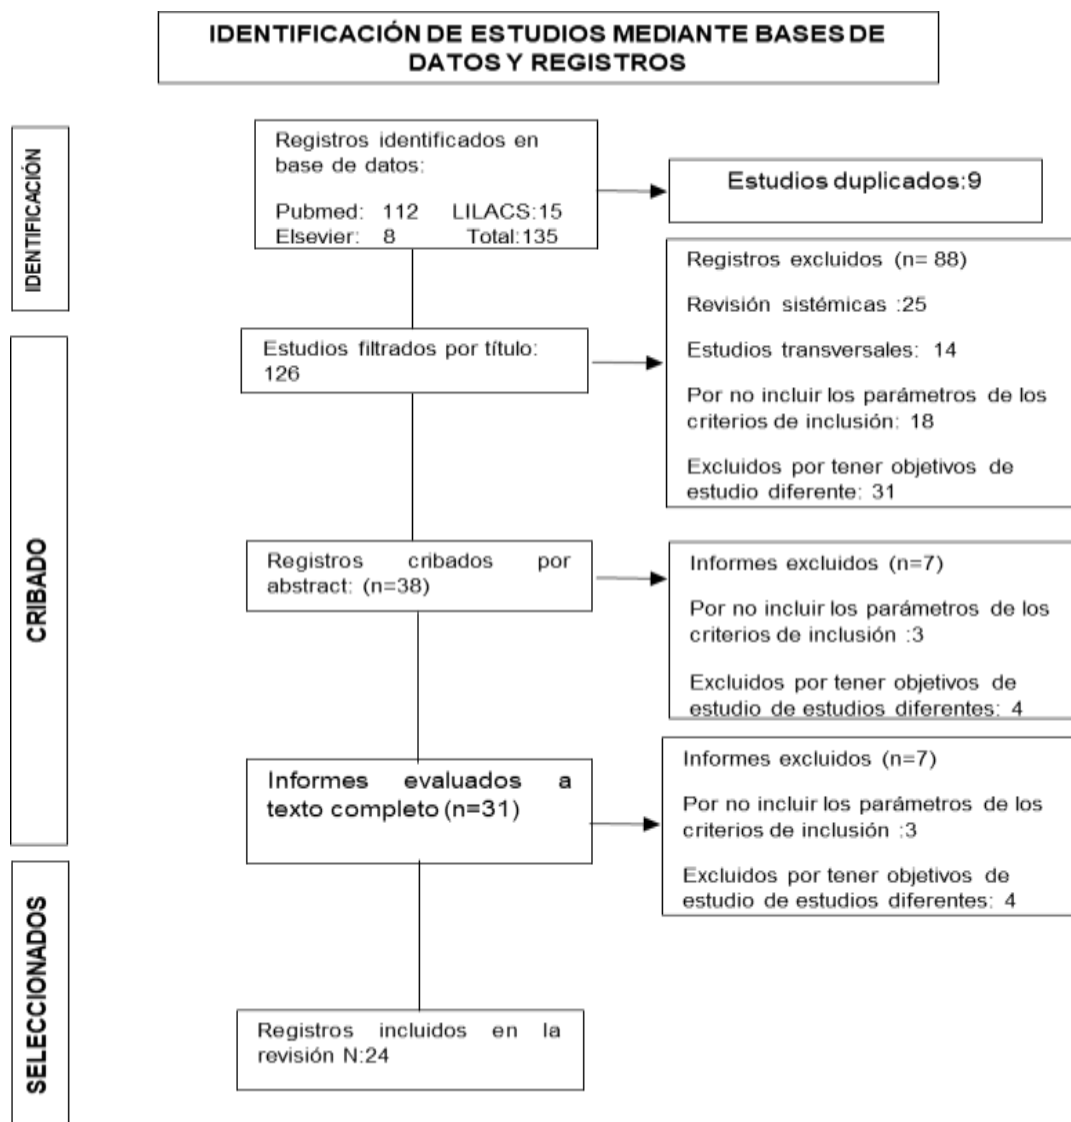 IDENTIFICACIÓN DE ESTUDIOS MEDIANTE BASES DE
DATOS Y REGISTROS
IDENTIFICACIÓN
Registros identificados en
base de datos:
Pubmed: 112 LILACS:15
Elsevier: 8 Total:135
Estudios duplicados:9
Registros excluidos (n= 88)
Revisión sistémicas :25
Estudios transversales: 14
Por no incluir los parámetros de los
criterios de inclusión: 18
Excluidos por tener objetivos de
estudio diferente: 31
CRIBADO
Estudios filtrados por título:
126
Registros cribados por
abstract: (n=38)
Informes excluidos (n=7)
Por no incluir los parámetros de los
criterios de inclusión :3
Excluidos por tener objetivos de
estudio de estudios diferentes: 4
Informes evaluados a
texto completo (n=31)
Informes excluidos (n=7)
Por no incluir los parámetros de los
criterios de inclusión :3
Excluidos por tener objetivos de
estudio de estudios diferentes: 4
SELECCIONADOS
Registros incluidos en la
revisión N:24